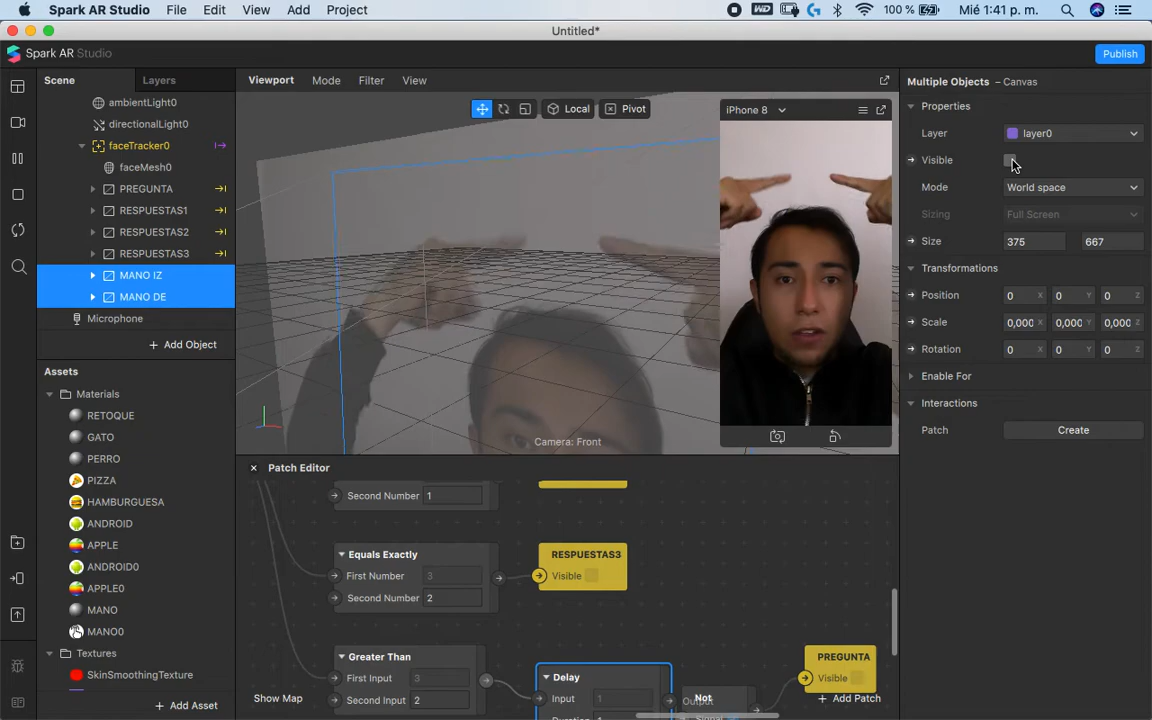 Spark AR Studio File Edit View Add Project 100 % Mié 1:41 p. m.
Untitled*
Spark AR Studio
Publish
Scene
Layers
ambientLight0
directionalLight0
faceTracker0
faceMesh0
PREGUNTA
RESPUESTAS1
RESPUESTAS2
RESPUESTAS3
MANO IZ
MANO DE
Microphone
Add Object
Assets
Materials
RETOQUE
GATO
PERRO
PIZZA
HAMBURGUESA
ANDROID
APPLE
ANDROID0
APPLE0
MANO
MANO0
Textures
SkinSmoothingTexture
Add Asset
Viewport Mode Filter View
Local
Pivot
iPhone 8
Camera: Front
Patch Editor
Second Number 1
Equals Exactly
First Number 3
Second Number 2
RESPUESTAS3
Visible
Greater Than
First Input 3
Second Input 2
Delay
Input 1
Not
Output
PREGUNTA
Visible
Show Map
Add Patch
Multiple Objects – Canvas
Properties
Layer layer0
Visible
Mode World space
Sizing Full Screen
Size 375 667
Transformations
Position 0 X 0 Y 0 Z
Scale 0,000 X 0,000 Y 0,000 Z
Rotation 0 X 0 Y 0 Z
Enable For
Interactions
Patch Create